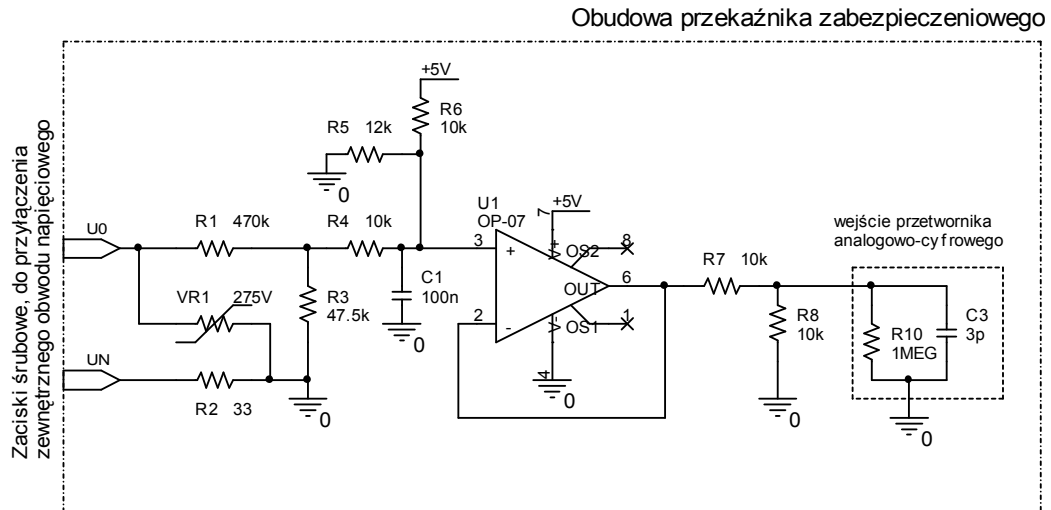 Obudowa przekaźnika zabezpieczeniowego
Zaciski śrubowe, do przyłączenia
zewnętrznego obwodu napięciowego
+5V
R6
10k
R5 12k
0
U1
OP-07
+5V
7
U0
R1 470k
R4 10k
3
+
V+
OS2
8
wejście przetwornika
analogowo-cyfrowego
C1
100n
0
VR1
275V
R3
47.5k
OUT
6
R7 10k
2
-
V-
OS1
1
4
0
R8
10k
R10
1MEG
C3
3p
UN
R2 33
0
0
0